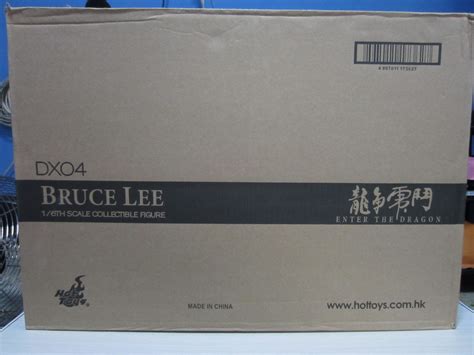 DX04
BRUCE LEE
1/6TH SCALE COLLECTIBLE FIGURE
龍爭虎鬥
ENTER THE DRAGON
Hot Toys
MADE IN CHINA
www.hottoys.com.hk